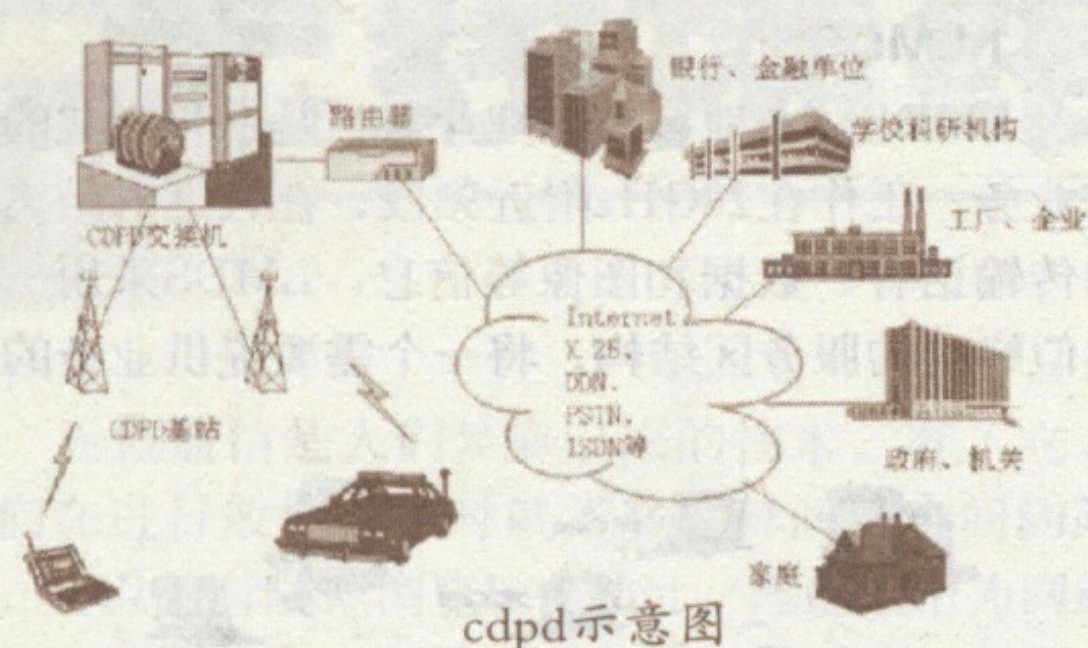 银行、金融单位
路由器
学校科研机构
工厂、企业
CDPD交换机
Internet、
X.25、
DDN、
PSTN、
ISDN等
CDPD基站
政府、机关
家庭
cdpd示意图